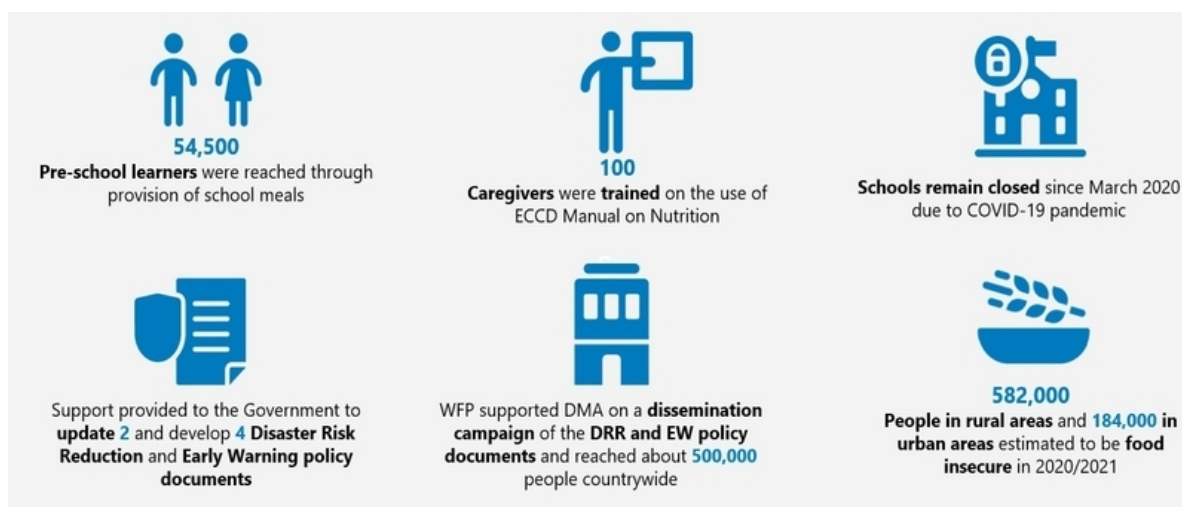 54,500
Pre-school learners were reached through
provision of school meals
100
Caregivers were trained on the use of
ECCD Manual on Nutrition
Schools remain closed since March 2020
due to COVID-19 pandemic
Support provided to the Government to
update 2 and develop 4 Disaster Risk
Reduction and Early Warning policy
documents
WFP supported DMA on a dissemination
campaign of the DRR and EW policy
documents and reached about 500,000
people countrywide
582,000
People in rural areas and 184,000 in
urban areas estimated to be food
insecure in 2020/2021